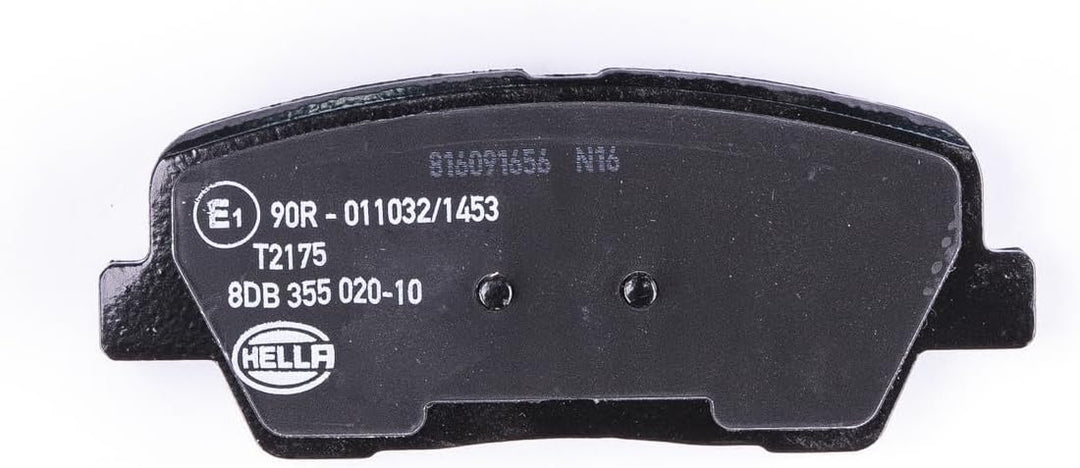 816091656 N16
E1 90R - 011032/1453
T2175
8DB 355 020-10
HELLA